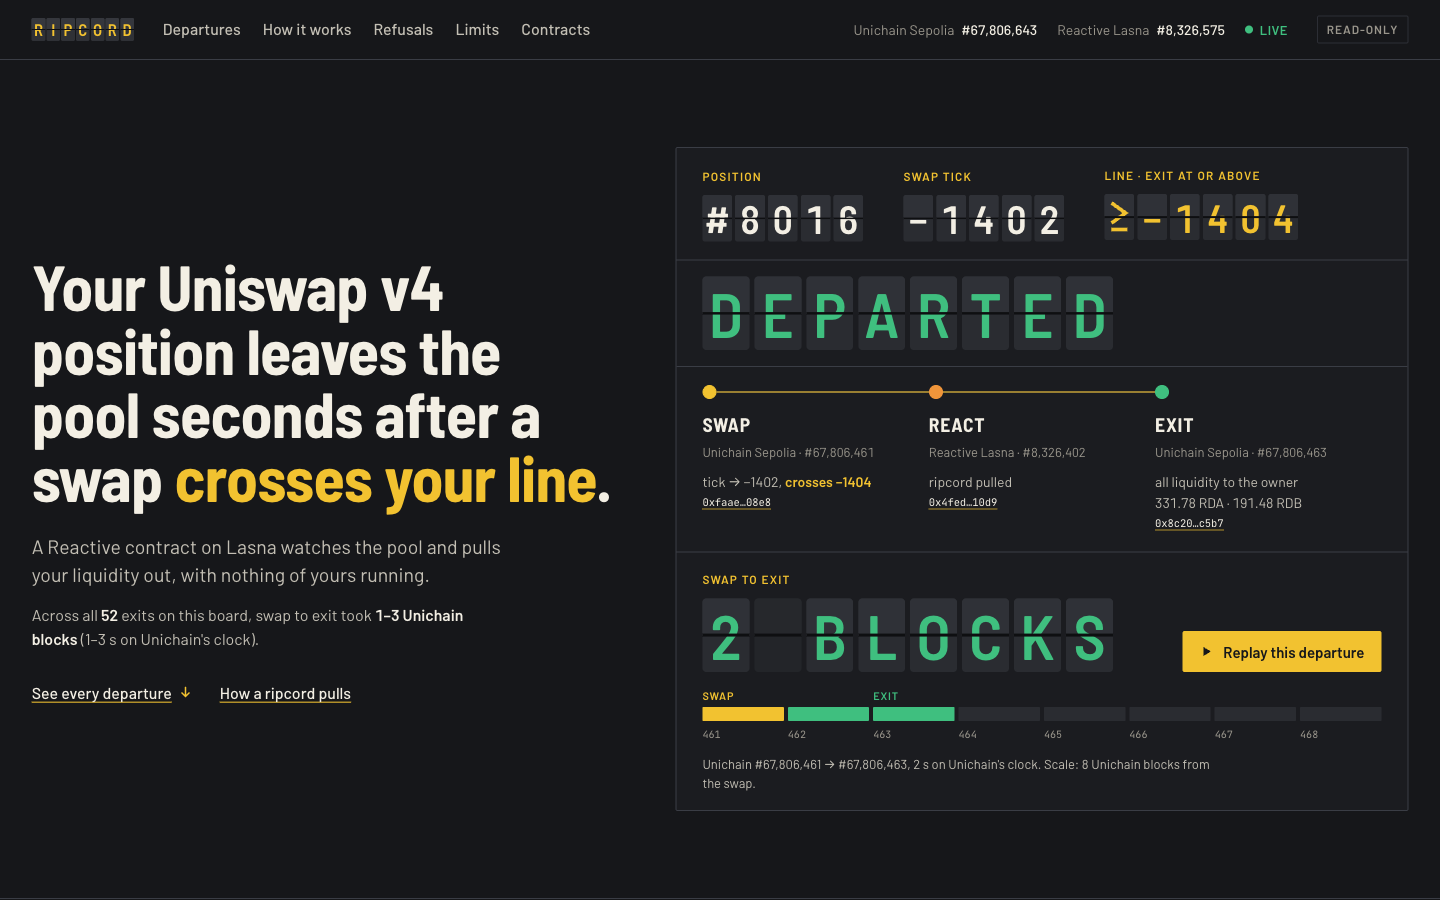 RIPCORD
Departures
How it works
Refusals
Limits
Contracts
Unichain Sepolia #67,806,643
Reactive Lasna #8,326,575
LIVE
READ-ONLY
Your Uniswap v4
position leaves the
pool seconds after a
swap crosses your line.
A Reactive contract on Lasna watches the pool and pulls
your liquidity out, with nothing of yours running.
Across all 52 exits on this board, swap to exit took 1–3 Unichain
blocks (1–3 s on Unichain's clock).
See every departure ↓
How a ripcord pulls
POSITION
#8016
SWAP TICK
−1402
LINE · EXIT AT OR ABOVE
≥−1404
DEPARTED
SWAP
Unichain Sepolia · #67,806,461
tick → −1402, crosses −1404
0xfaae…08e8
REACT
Reactive Lasna · #8,326,402
ripcord pulled
0x4fed…10d9
EXIT
Unichain Sepolia · #67,806,463
all liquidity to the owner
331.78 RDA · 191.48 RDB
0x8c20…c5b7
SWAP TO EXIT
2 BLOCKS
Replay this departure
SWAP
EXIT
461
462
463
464
465
466
467
468
Unichain #67,806,461 → #67,806,463, 2 s on Unichain's clock. Scale: 8 Unichain blocks from
the swap.